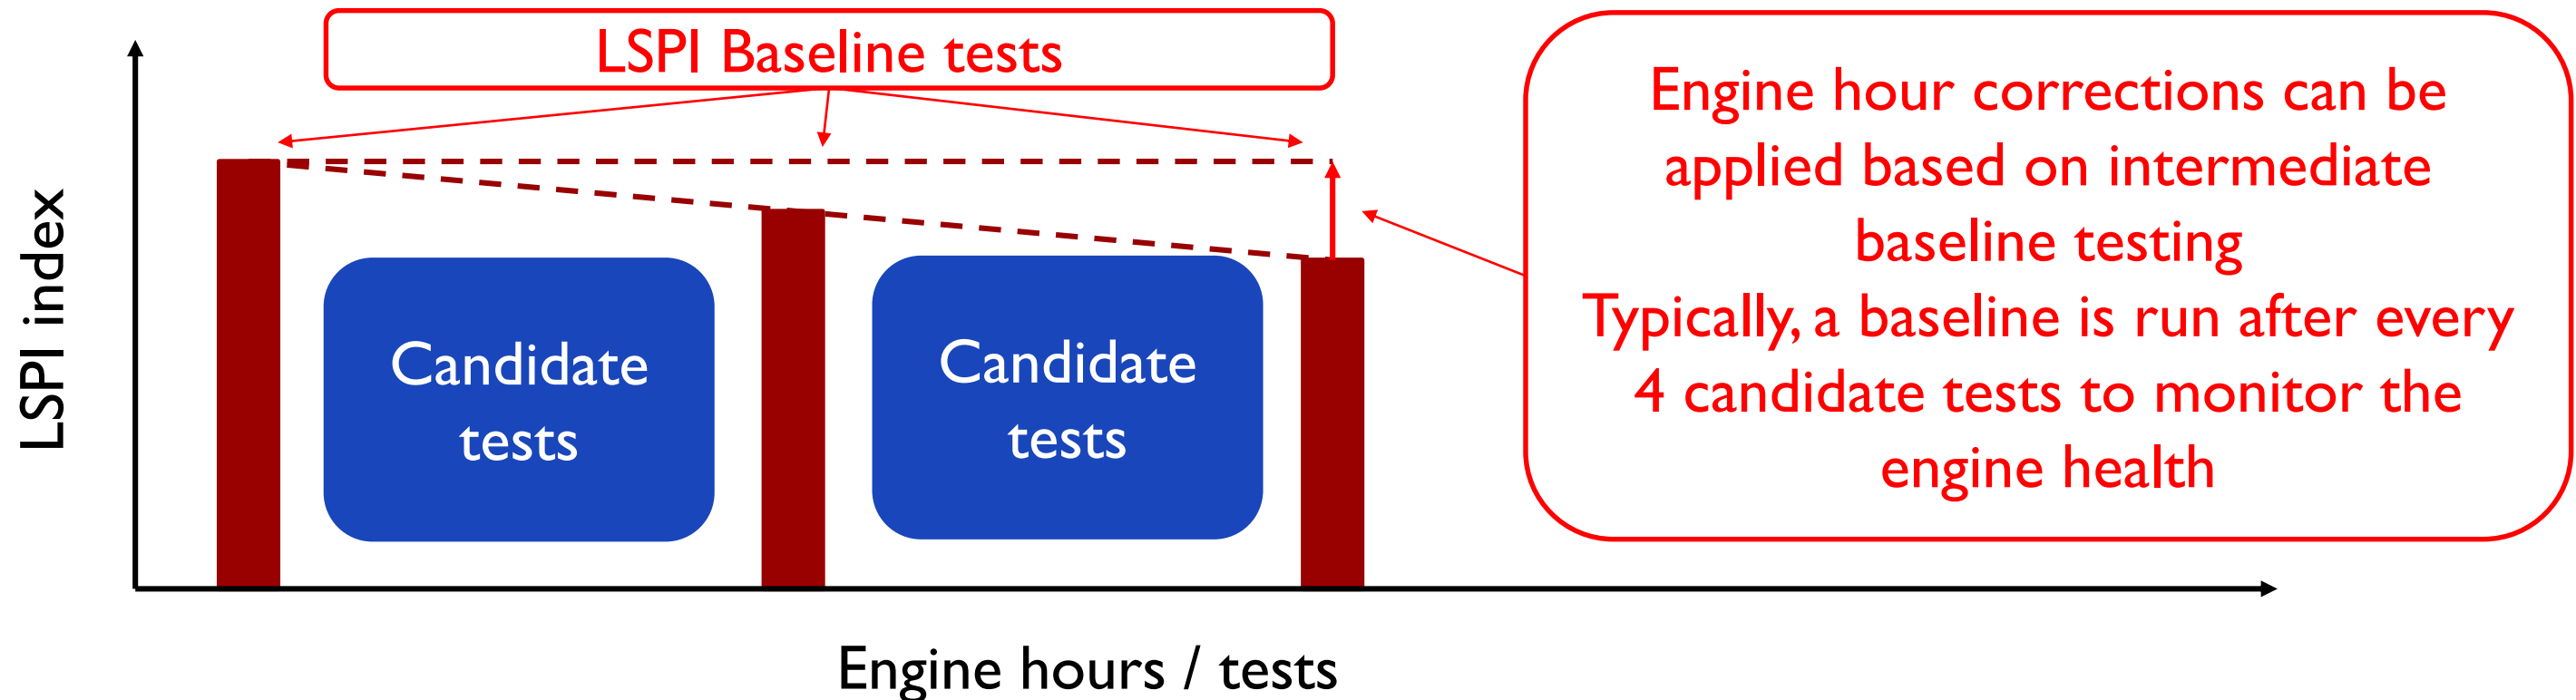 LSPI Baseline tests
Engine hour corrections can be
applied based on intermediate
baseline testing
Typically, a baseline is run after every
4 candidate tests to monitor the
engine health
LSPI index
Candidate
tests
Candidate
tests
Engine hours / tests